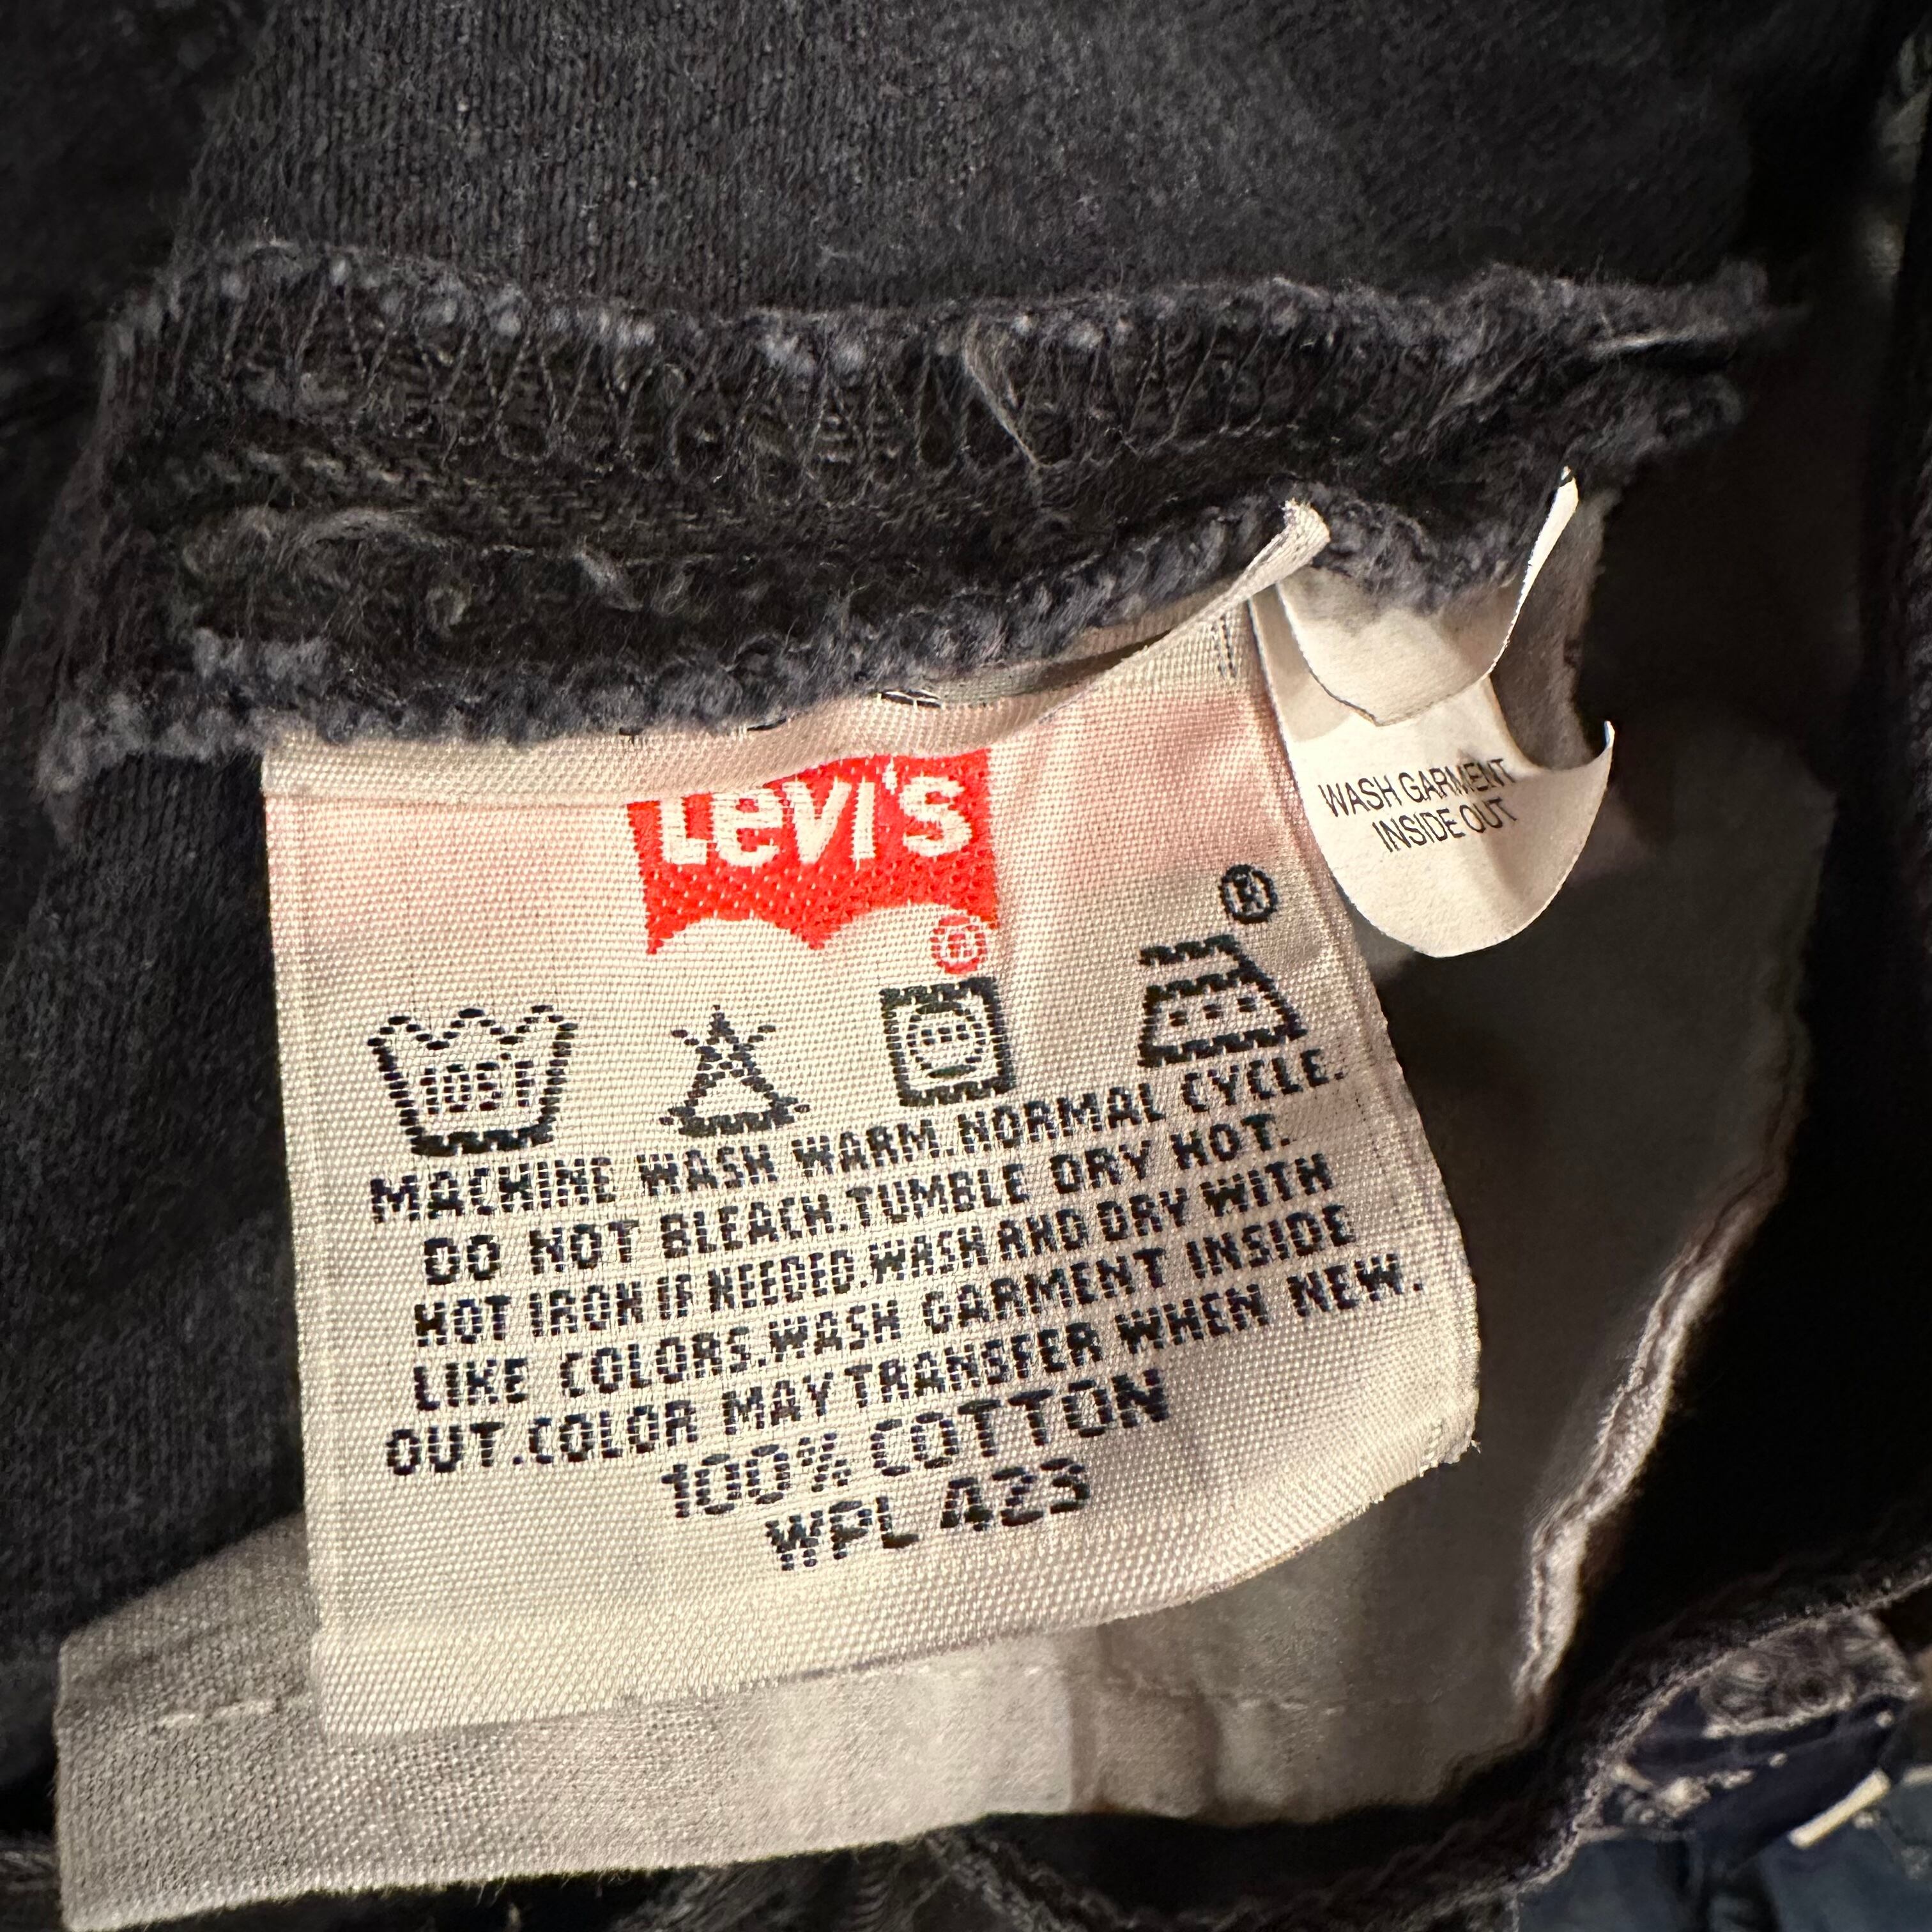 Levi's
®
WASH GARMENT
INSIDE OUT
®
105F
MACHINE WASH WARM.NORMAL CYCLE.
DO NOT BLEACH.TUMBLE DRY HOT.
HOT IRON IF NEEDED.WASH AND DRY WITH
LIKE COLORS.WASH GARMENT INSIDE
OUT.COLOR MAY TRANSFER WHEN NEW.
100% COTTON
WPL 423